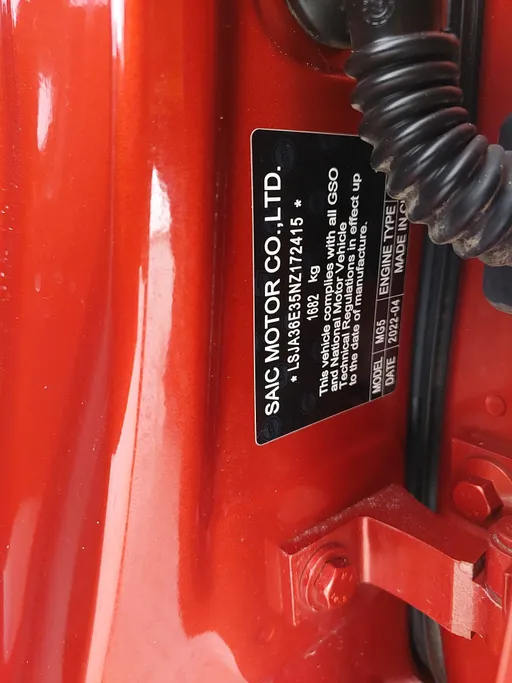 SAIC MOTOR CO.,LTD.
* LSJA36E35NZ172415 *
1682 kg
This vehicle complies with all GSO
and National Motor Vehicle
Technical Regulations in effect up
to the date of manufacture.
MODEL MG5 ENGINE TYPE
DATE 2022-04 MADE IN